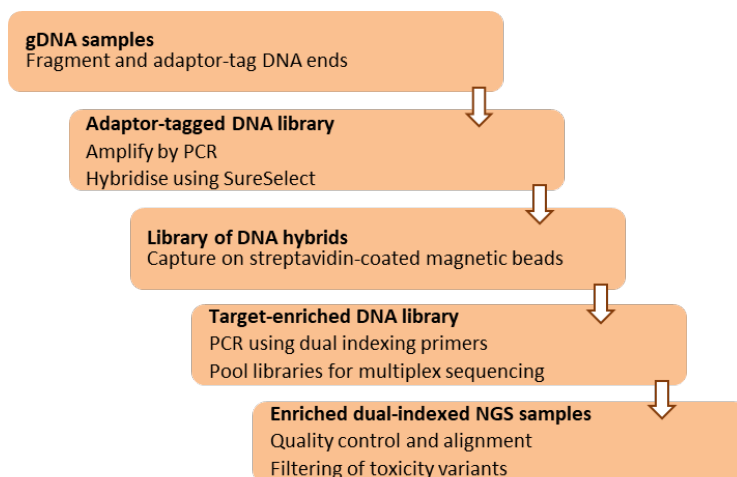 gDNA samples
Fragment and adaptor-tag DNA ends
Adaptor-tagged DNA library
Amplify by PCR
Hybridise using SureSelect
Library of DNA hybrids
Capture on streptavidin-coated magnetic beads
Target-enriched DNA library
PCR using dual indexing primers
Pool libraries for multiplex sequencing
Enriched dual-indexed NGS samples
Quality control and alignment
Filtering of toxicity variants